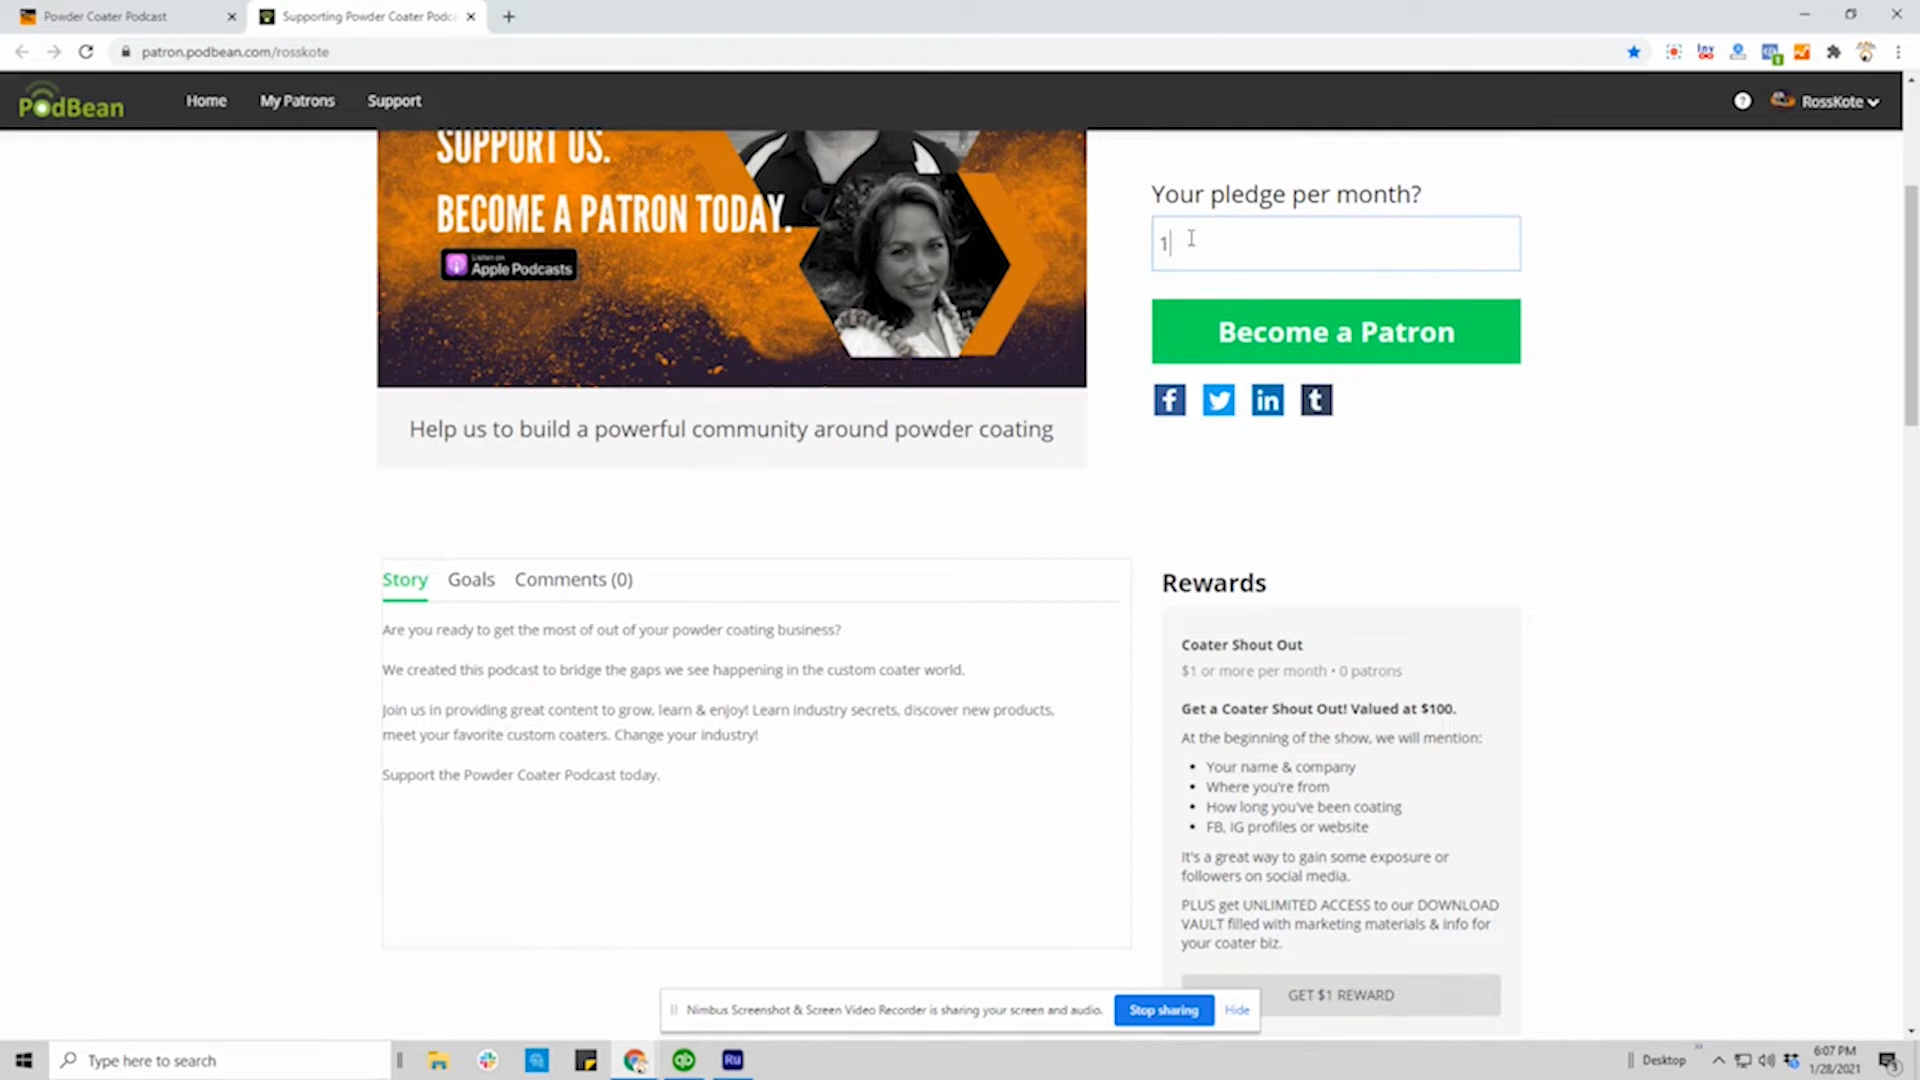 Powder Coater Podcast
Supporting Powder Coater Podc
patron.podbean.com/rosskote
Inv
1
PodBean
Home
My Patrons
Support
?
RossKote
SUPPORT US.
BECOME A PATRON TODAY.
Listen on
Apple Podcasts
Help us to build a powerful community around powder coating
Your pledge per month?
1
Become a Patron
f
in
t
Story
Goals
Comments (0)
Are you ready to get the most of out of your powder coating business?
We created this podcast to bridge the gaps we see happening in the custom coater world.
Join us in providing great content to grow, learn & enjoy! Learn industry secrets, discover new products,
meet your favorite custom coaters. Change your industry!
Support the Powder Coater Podcast today.
Rewards
Coater Shout Out
$1 or more per month • 0 patrons
Get a Coater Shout Out! Valued at $100.
At the beginning of the show, we will mention:
• Your name & company
• Where you're from
• How long you've been coating
• FB, IG profiles or website
It's a great way to gain some exposure or
followers on social media.
PLUS get UNLIMITED ACCESS to our DOWNLOAD
VAULT filled with marketing materials & info for
your coater biz.
GET $1 REWARD
Nimbus Screenshot & Screen Video Recorder is sharing your screen and audio.
Stop sharing
Hide
Type here to search
qb
Ru
Desktop
6:07 PM
1/28/2021
3